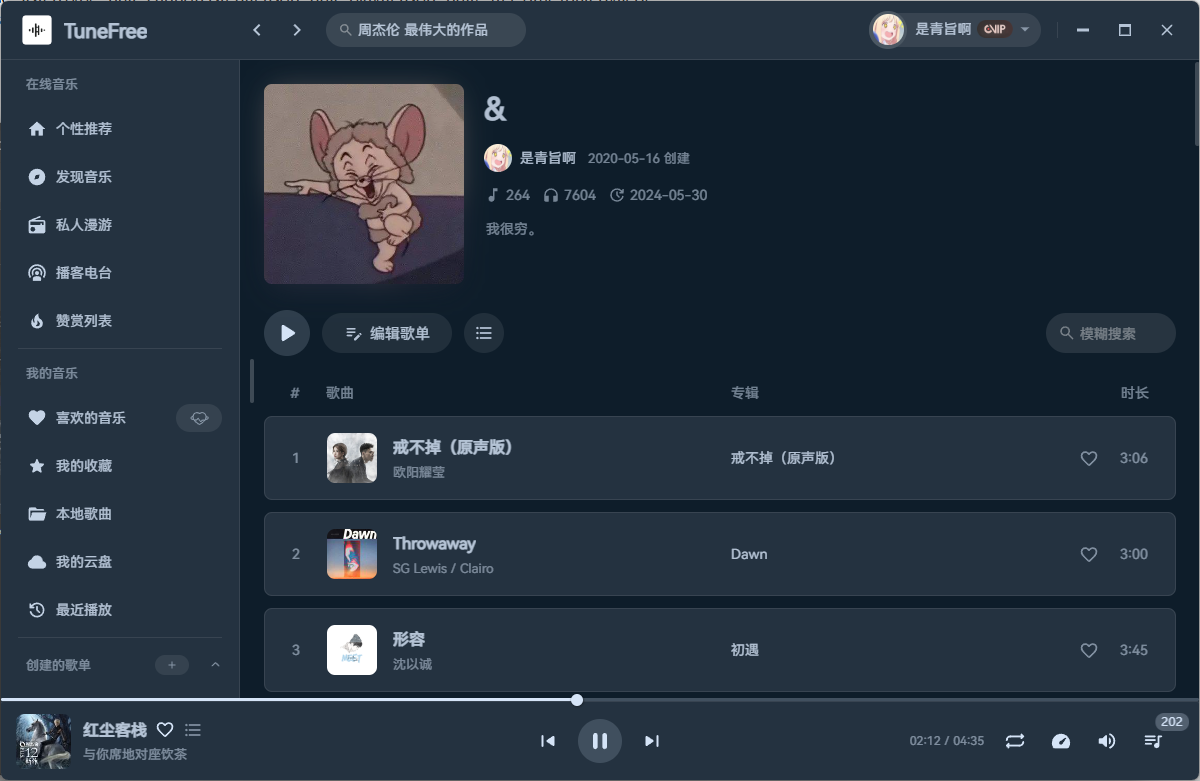 TuneFree
周杰伦 最伟大的作品
是青旨啊
VIP
在线音乐
个性推荐
发现音乐
私人漫游
播客电台
赞赏列表
我的音乐
喜欢的音乐
我的收藏
本地歌曲
我的云盘
最近播放
创建的歌单
&
是青旨啊 2020-05-16 创建
264 7604 2024-05-30
我很穷。
编辑歌单
模糊搜索
# 歌曲 专辑 时长
1 戒不掉（原声版） 戒不掉（原声版） 3:06
欧阳耀莹
Dawn
2 Throwaway Dawn 3:00
SG Lewis / Clairo
3 形容 初遇 3:45
沈以诚
MEET
红尘客栈
与你席地对座饮茶
12
02:12 / 04:35
202